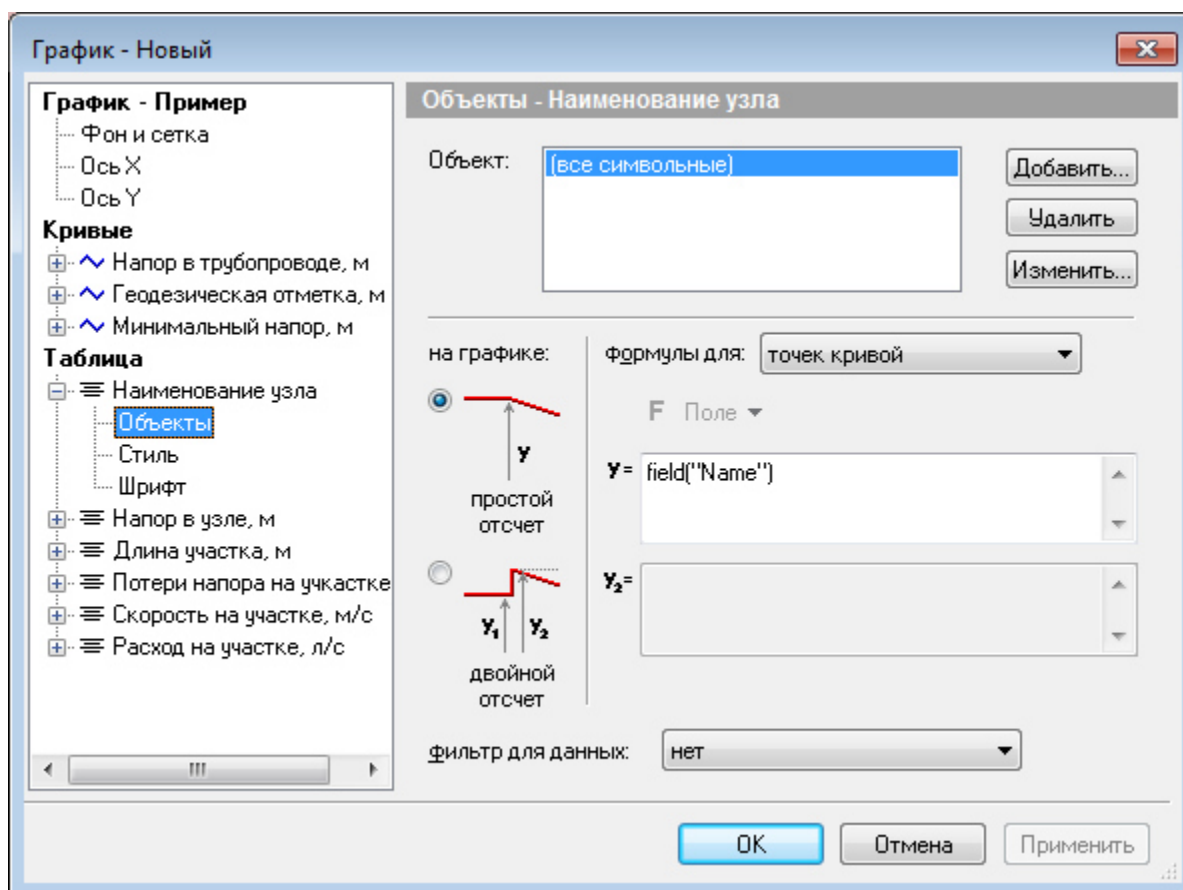 График - Новый
График - Пример
Фон и сетка
Ось X
Ось Y
Кривые
Напор в трубопроводе, м
Геодезическая отметка, м
Минимальный напор, м
Таблица
Наименование узла
Объекты
Стиль
Шрифт
Напор в узле, м
Длина участка, м
Потери напора на учкастке
Скорость на участке, м/с
Расход на участке, л/с
Объекты - Наименование узла
Объект:
(все символьные)
Добавить...
Удалить
Изменить...
на графике:
y
простой
отсчет
y₁ y₂
двойной
отсчет
формулы для: точек кривой
F Поле
y= field("Name")
y₂=
фильтр для данных: нет
OK Отмена Применить